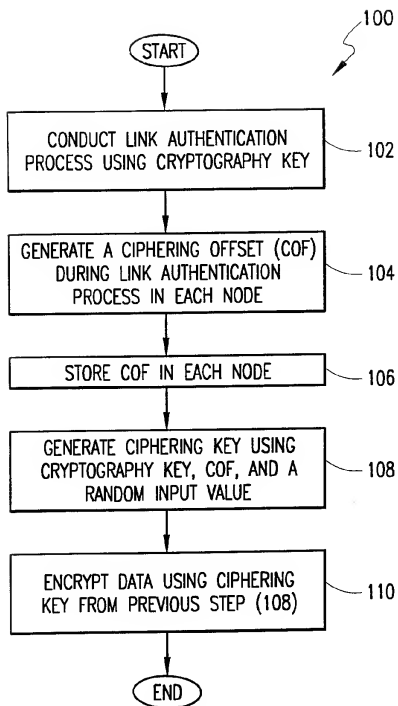 100
START
CONDUCT LINK AUTHENTICATION
PROCESS USING CRYPTOGRAPHY KEY
102
GENERATE A CIPHERING OFFSET (COF)
DURING LINK AUTHENTICATION
PROCESS IN EACH NODE
104
STORE COF IN EACH NODE
106
GENERATE CIPHERING KEY USING
CRYPTOGRAPHY KEY, COF, AND A
RANDOM INPUT VALUE
108
ENCRYPT DATA USING CIPHERING
KEY FROM PREVIOUS STEP (108)
110
END